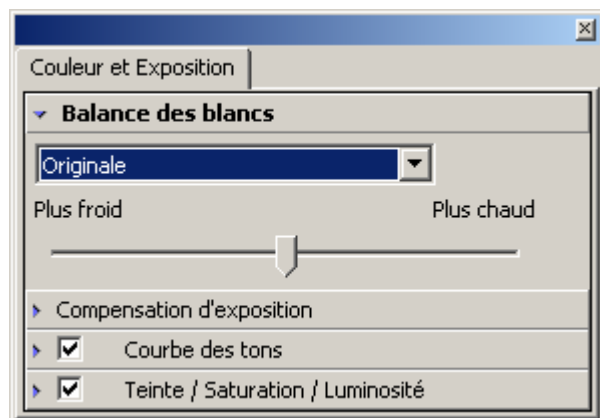 Couleur et Exposition
Balance des blancs
Originale
Plus froid Plus chaud
Compensation d'exposition
Courbe des tons
Teinte / Saturation / Luminosité